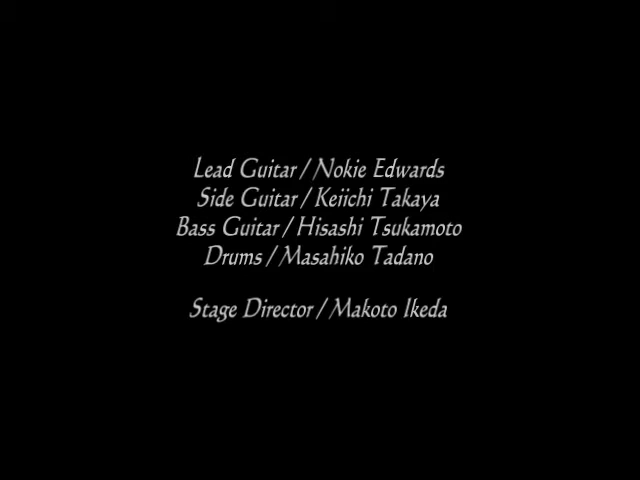 Lead Guitar / Nokie Edwards
Side Guitar / Keiichi Takaya
Bass Guitar / Hisashi Tsukamoto
Drums / Masahiko Tadano
Stage Director / Makoto Ikeda